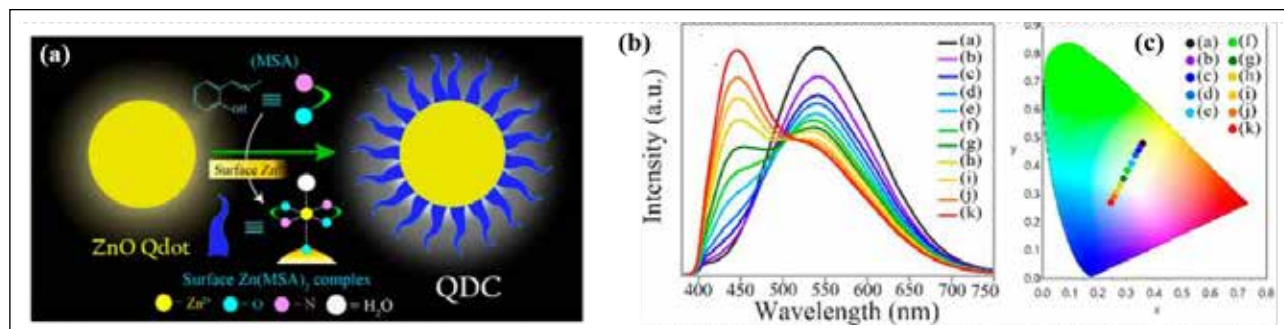 (a)
(MSA)
OH
Surface Zn
ZnO Qdot
Surface Zn(MSA)2 complex
= Zn2+ = O = N = H2O
QDC
(b)
Intensity (a.u.)
(a)
(b)
(c)
(d)
(e)
(f)
(g)
(h)
(i)
(j)
(k)
400 450 500 550 600 650 700 750
Wavelength (nm)
(c)
(a) (f)
(b) (g)
(c) (h)
(d) (i)
(e) (j)
(k)
y
0.9
0.8
0.7
0.6
0.5
0.4
0.3
0.2
0.1
0.0
0.0 0.1 0.2 0.3 0.4 0.5 0.6 0.7 0.8
x